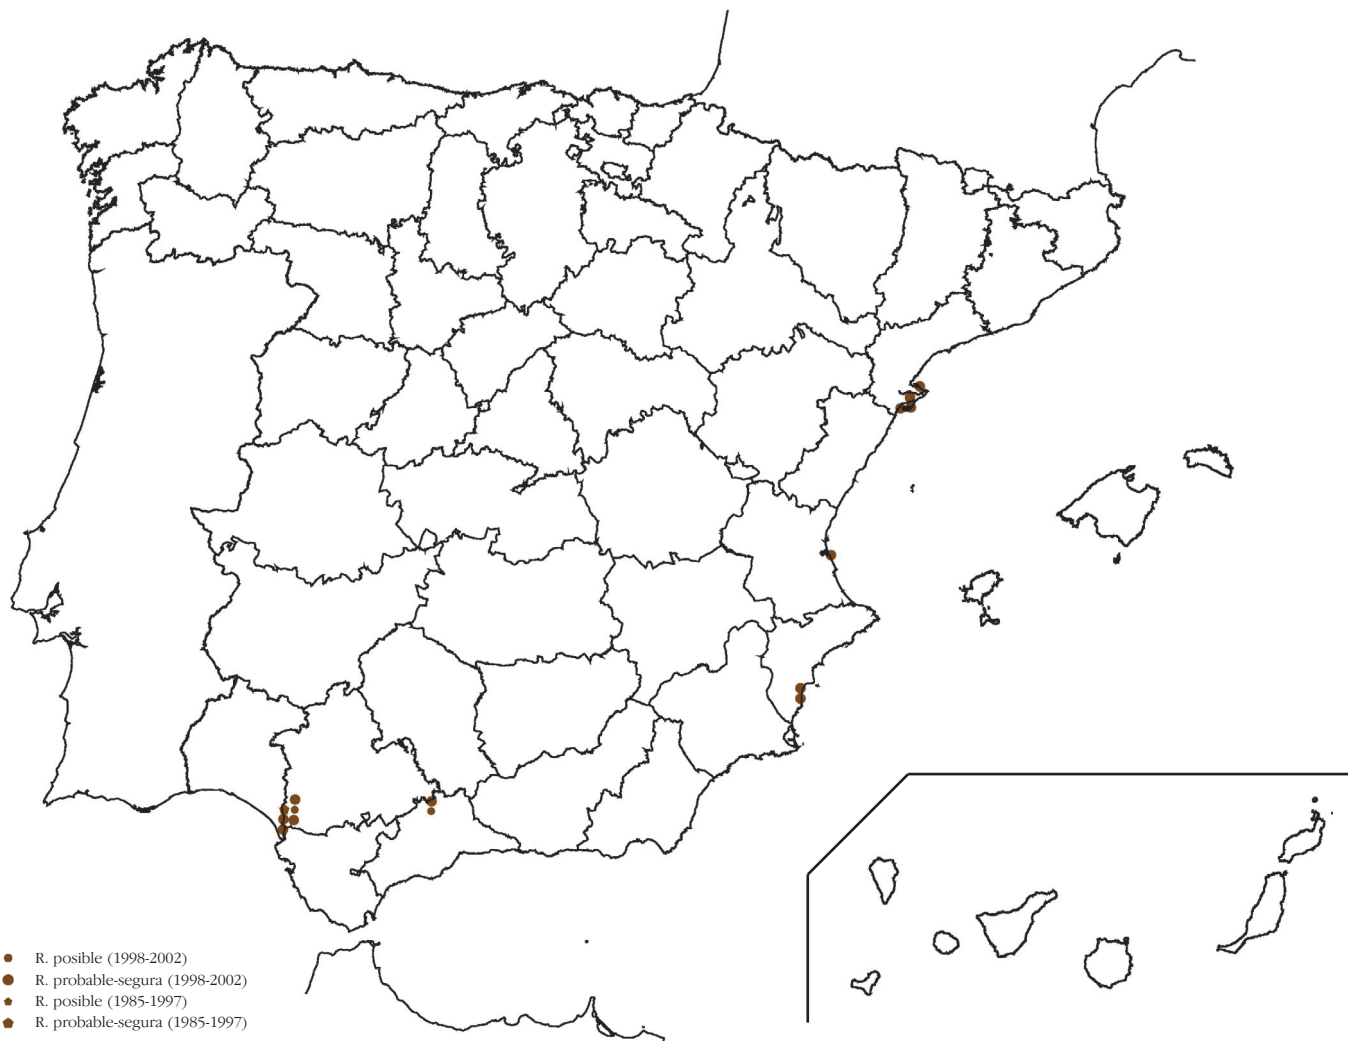 R. posible (1998-2002)
R. probable-segura (1998-2002)
R. posible (1985-1997)
R. probable-segura (1985-1997)